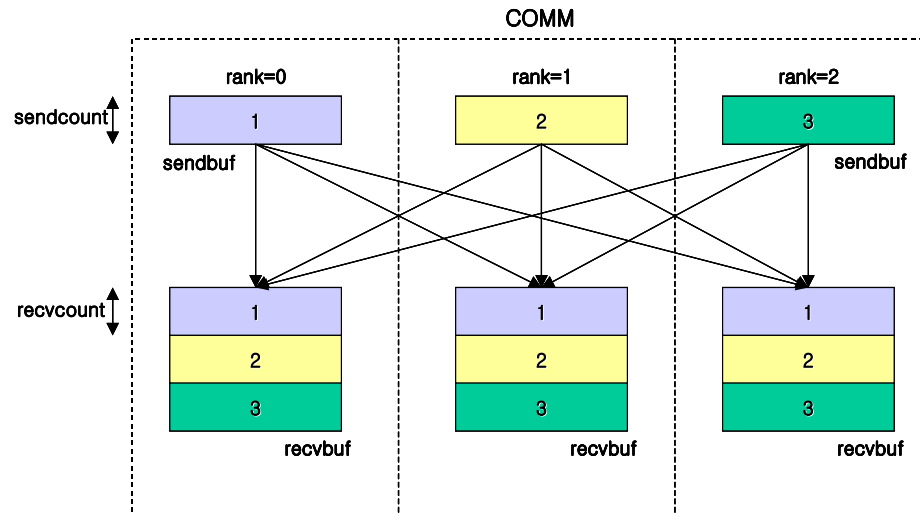 COMM
rank=0 rank=1 rank=2
sendcount 1 2 3
sendbuf sendbuf
recvcount 1 1 1
2 2 2
3 3 3
recvbuf recvbuf recvbuf